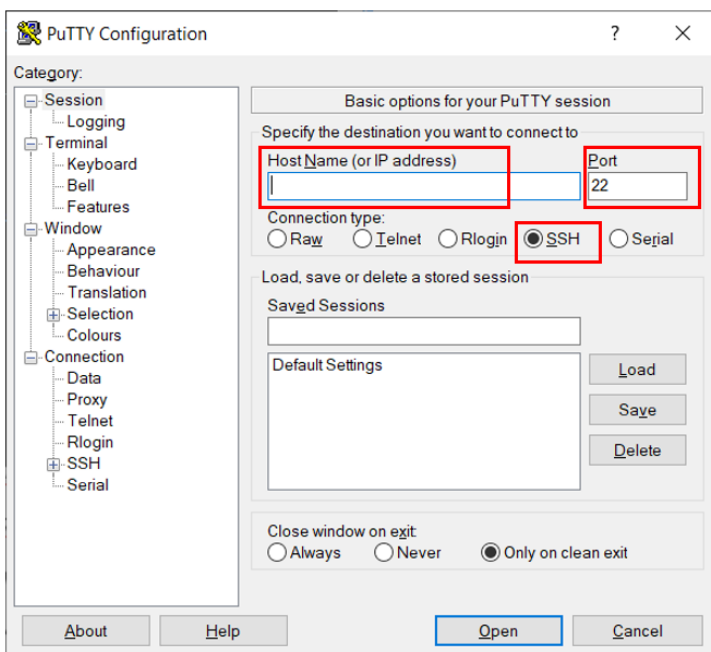 PuTTY Configuration
?
Category:
Session
Logging
Terminal
Keyboard
Bell
Features
Window
Appearance
Behaviour
Translation
Selection
Colours
Connection
Data
Proxy
Telnet
Rlogin
SSH
Serial
Basic options for your PuTTY session
Specify the destination you want to connect to
Host Name (or IP address) Port
22
Connection type:
Raw Telnet Rlogin SSH Serial
Load, save or delete a stored session
Saved Sessions
Default Settings
Load
Save
Delete
Close window on exit:
Always Never Only on clean exit
About Help Open Cancel